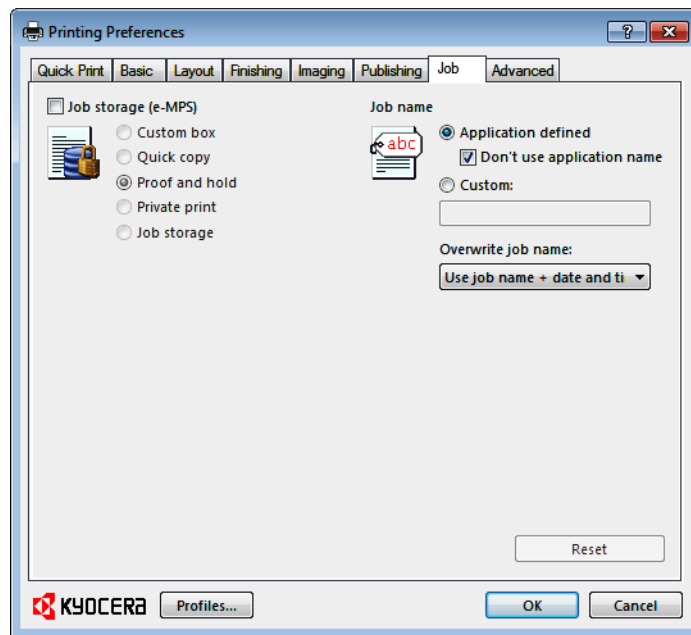 Printing Preferences
Quick Print Basic Layout Finishing Imaging Publishing Job Advanced
Job storage (e-MPS)
Custom box
Quick copy
Proof and hold
Private print
Job storage
Job name
abc
Application defined
Don't use application name
Custom:
Overwrite job name:
Use job name + date and ti
Reset
KYOCERA Profiles... OK Cancel